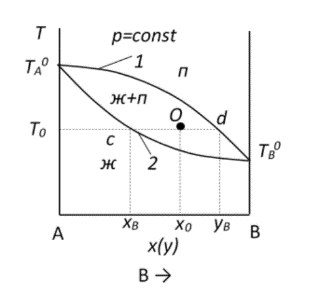 T
p=const
1
п
T_A^0
ж+п
O
d
T_0
c
T_B^0
ж
2
A
x_B
x_0
y_B
B
x(y)
B →